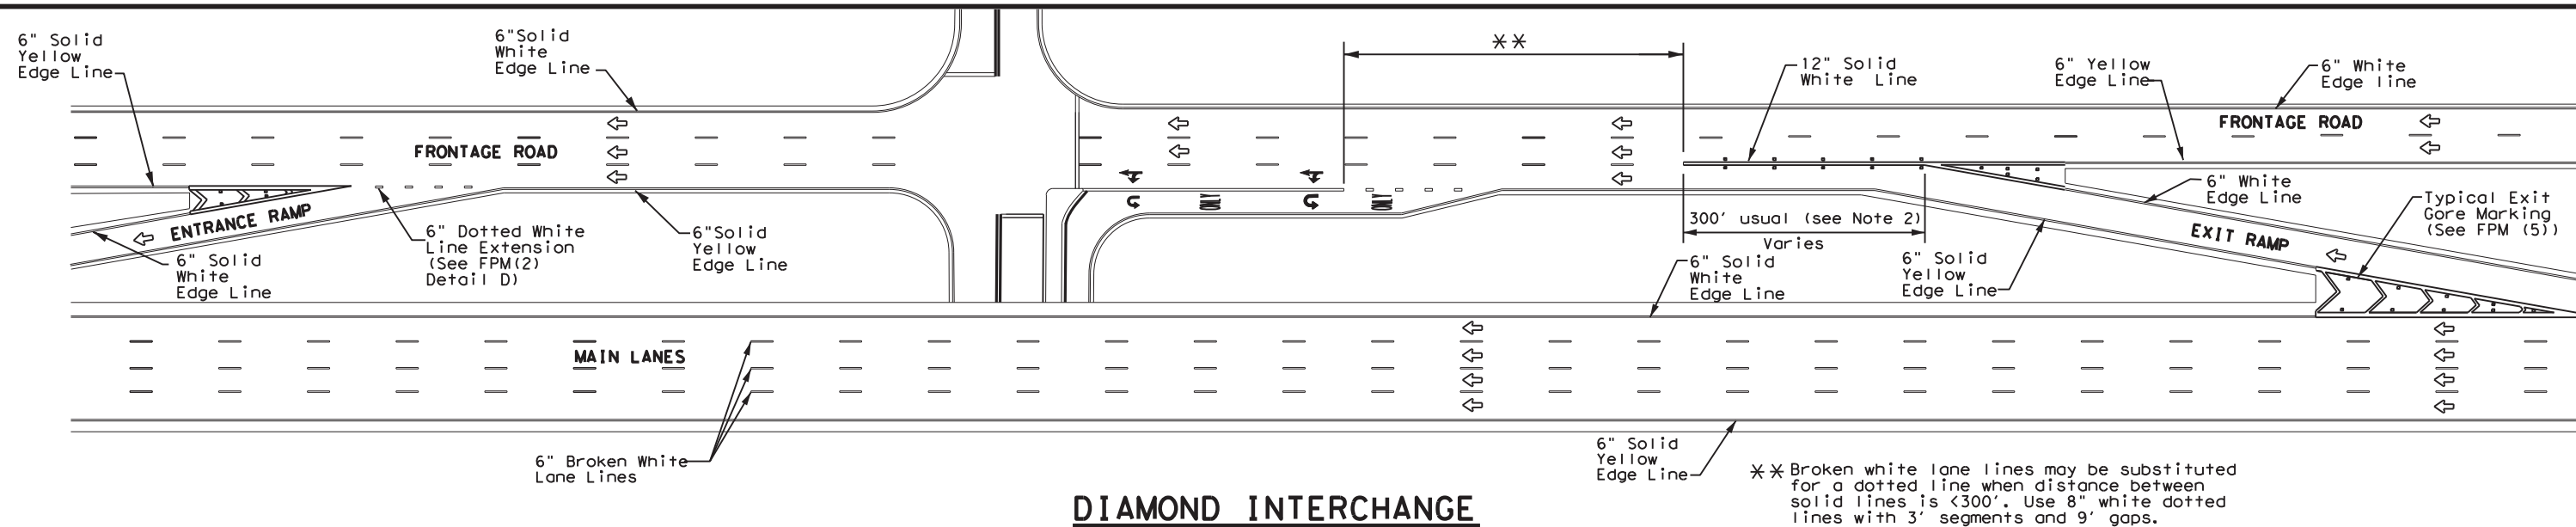 6" Solid
Yellow
Edge Line
6"Solid
White
Edge Line
**
12" Solid
White Line
6" Yellow
Edge Line
6" White
Edge line
FRONTAGE ROAD
FRONTAGE ROAD
ENTRANCE RAMP
6" Solid
White
Edge Line
6" Dotted White
Line Extension
(See FPM(2)
Detail D)
6"Solid
Yellow
Edge Line
ONLY
ONLY
300' usual (see Note 2)
Varies
6" Solid
White
Edge Line
6" Solid
Yellow
Edge Line
6" White
Edge Line
EXIT RAMP
Typical Exit
Gore Marking
(See FPM (5))
MAIN LANES
6" Broken White
Lane Lines
6" Solid
Yellow
Edge Line
** Broken white lane lines may be substituted
for a dotted line when distance between
solid lines is <300'. Use 8" white dotted
lines with 3' segments and 9' gaps.
DIAMOND INTERCHANGE